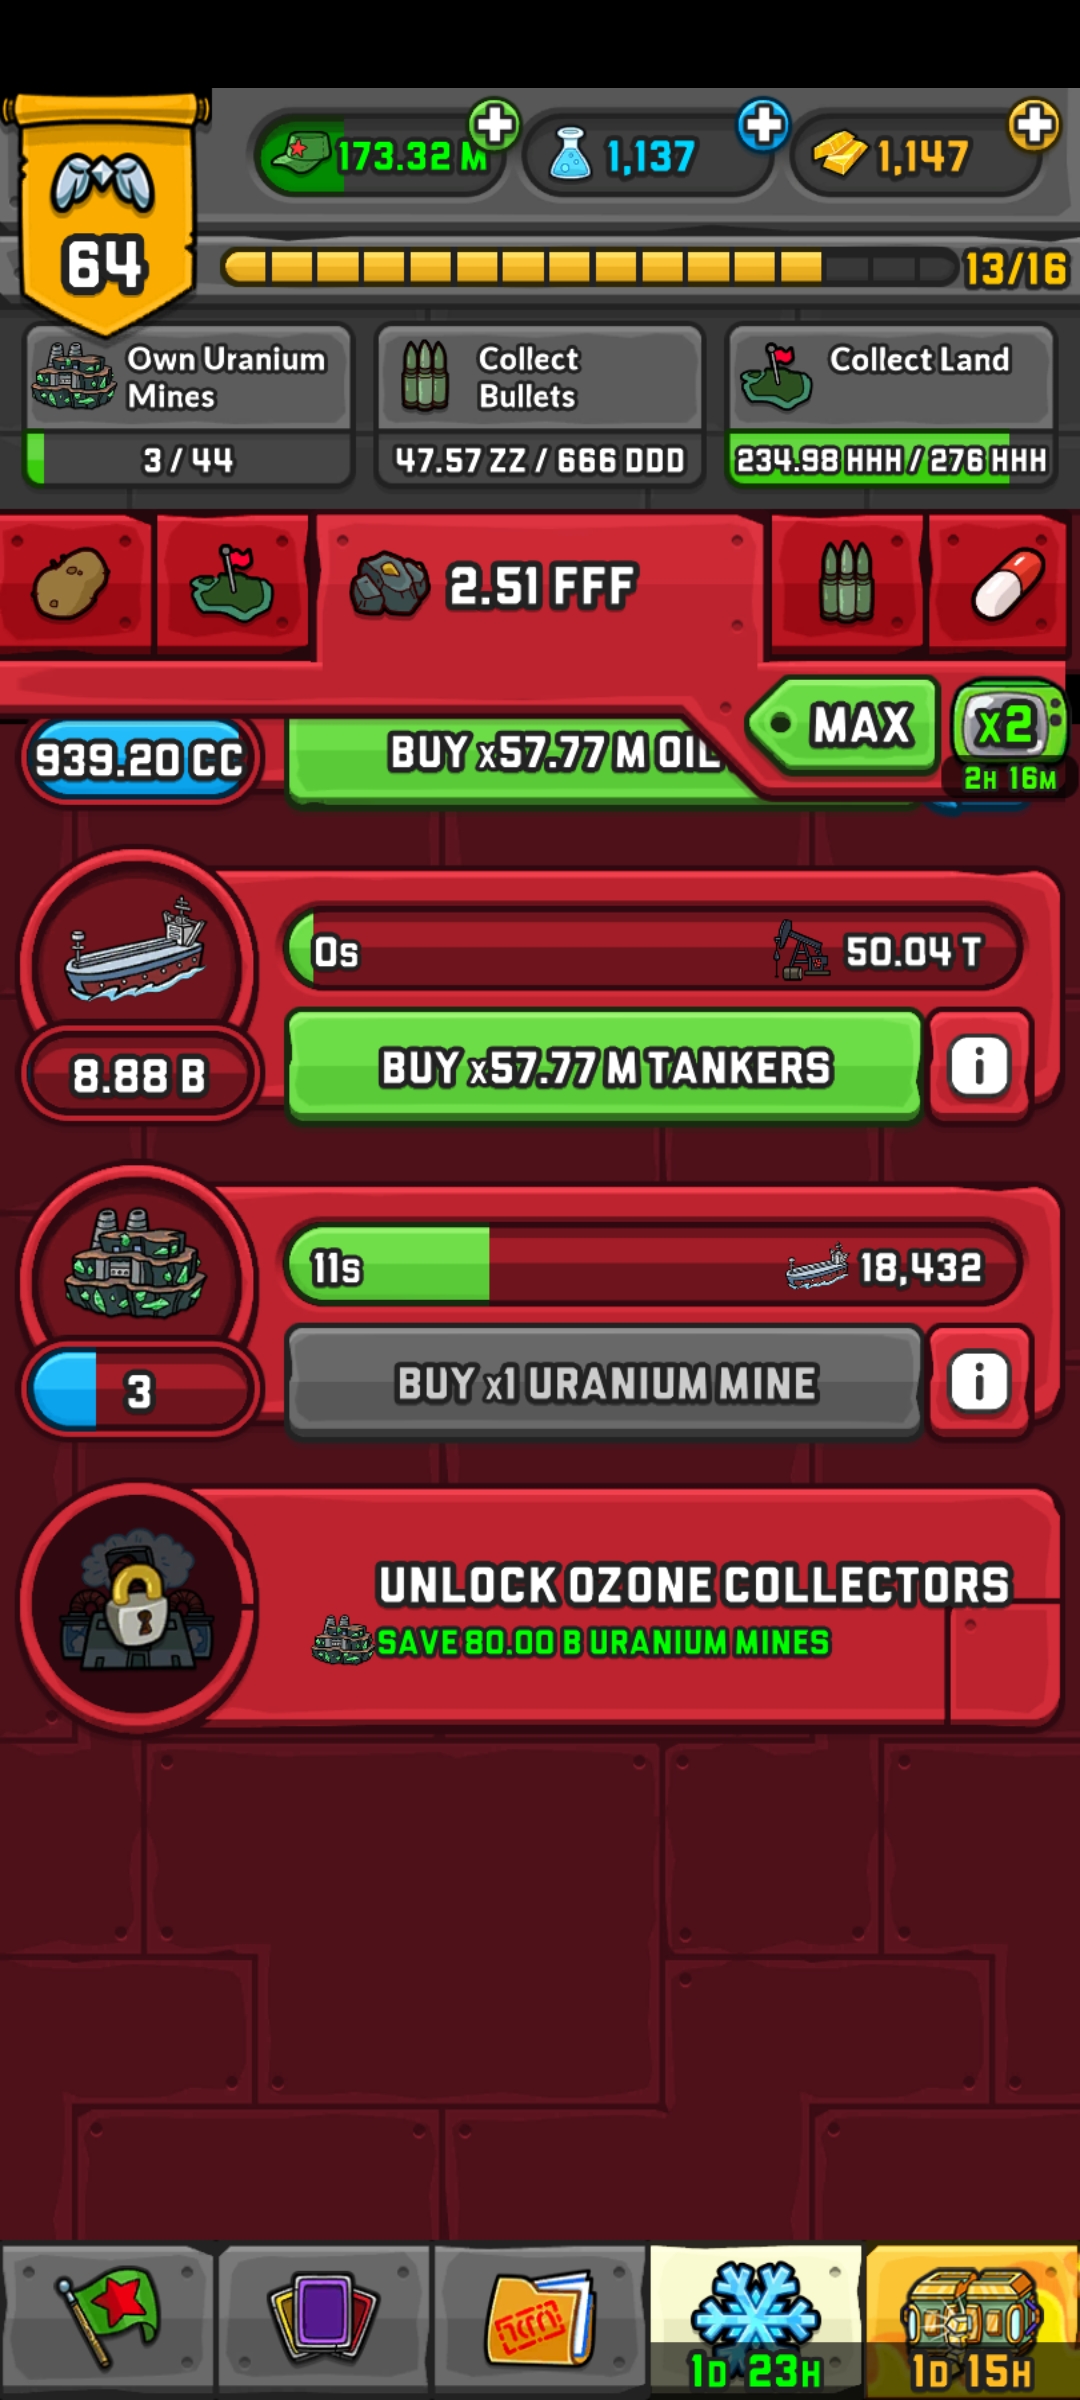 173.32 M
1,137
1,147
64
13/16
Own Uranium
Mines
3 / 44
Collect
Bullets
47.57 ZZ / 666 DDD
Collect Land
234.98 HHH / 276 HHH
2.51 FFF
MAX
X2
2H 16M
939.20 CC
BUY x57.77 M OIL
0s
50.04 T
8.88 B
BUY x57.77 M TANKERS
i
11s
18,432
3
BUY x1 URANIUM MINE
i
UNLOCK OZONE COLLECTORS
SAVE 80.00 B URANIUM MINES
1D 23H
1D 15H